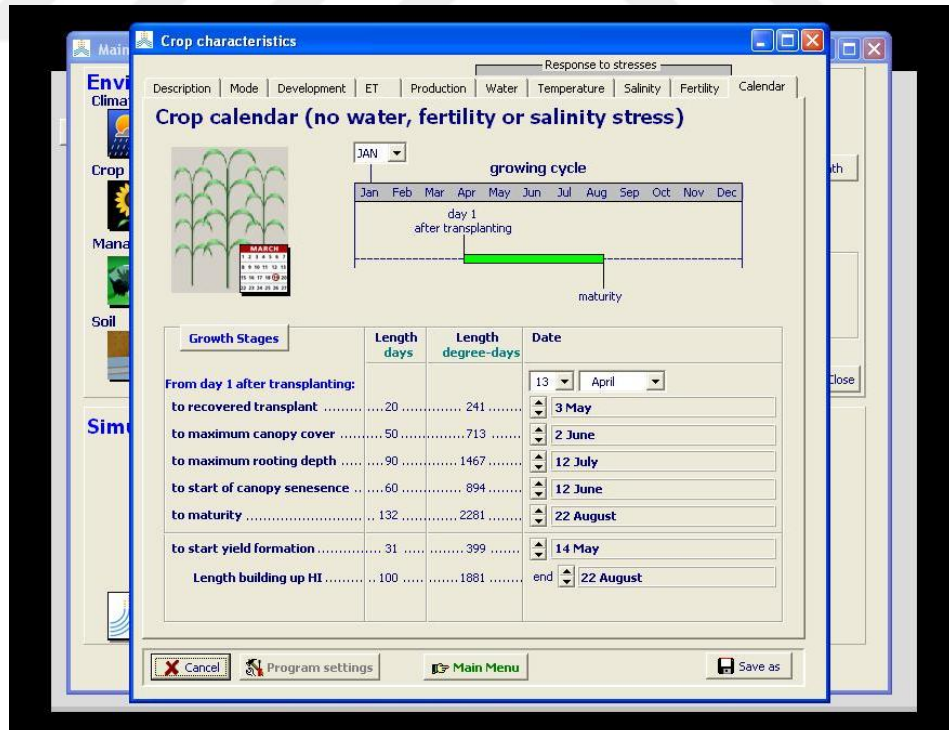 Main
Crop characteristics
Response to stresses
Description Mode Development ET Production Water Temperature Salinity Fertility Calendar
Envi
Clima
Crop
Mana
Soil
Simu
th
Close
Crop calendar (no water, fertility or salinity stress)
JAN
growing cycle
Jan Feb Mar Apr May Jun Jul Aug Sep Oct Nov Dec
day 1
after transplanting
maturity
MARCH
Growth Stages Length days Length degree-days Date
From day 1 after transplanting: 13 April
to recovered transplant ......... ....20 ............ 241 ....... 3 May
to maximum canopy cover ....... ....50 ............713 ....... 2 June
to maximum rooting depth ..... ....90 ........... 1467 ........ 12 July
to start of canopy senesence .. ....60 ........... 894 ........ 12 June
to maturity ........................... .. 132 ...........2281 ....... 22 August
to start yield formation ............. .. 31 ..... ........399 ....... 14 May
Length building up HI ......... .. 100 ..... .......1881 ........ end 22 August
Cancel Program settings Main Menu Save as